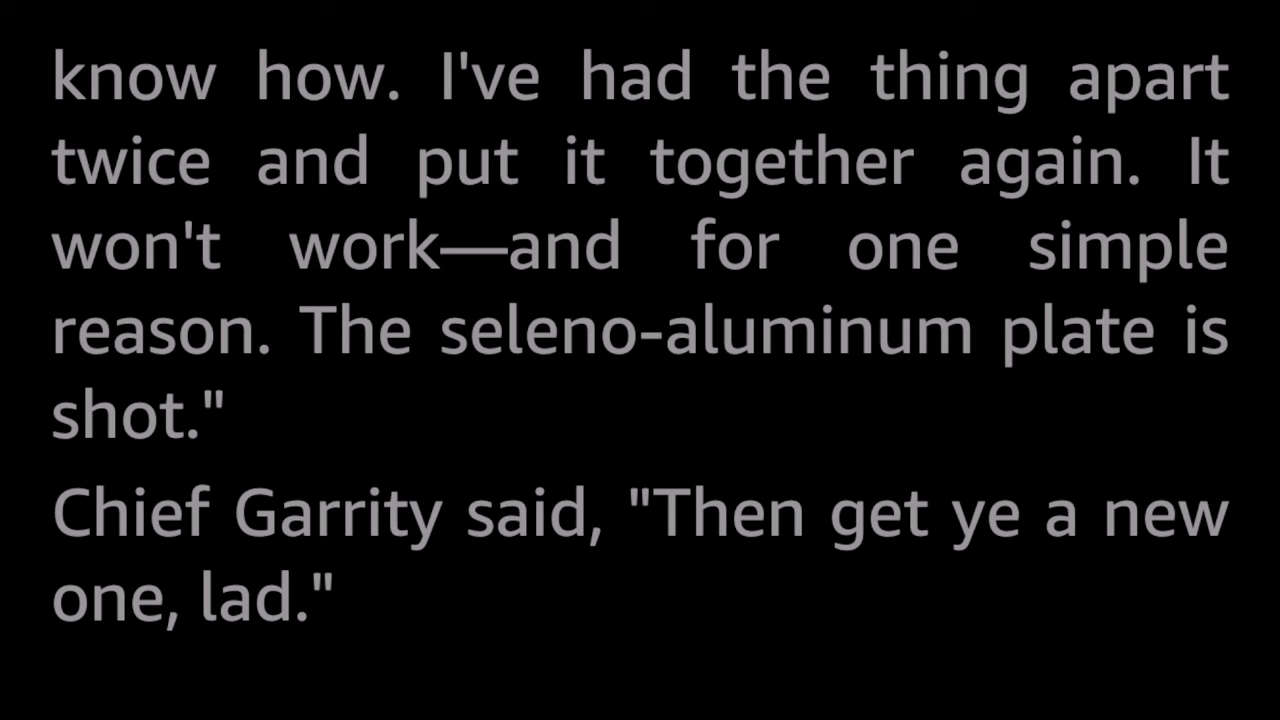 know how. I've had the thing apart
twice and put it together again. It
won't work—and for one simple
reason. The seleno-aluminum plate is
shot."
Chief Garrity said, "Then get ye a new
one, lad."